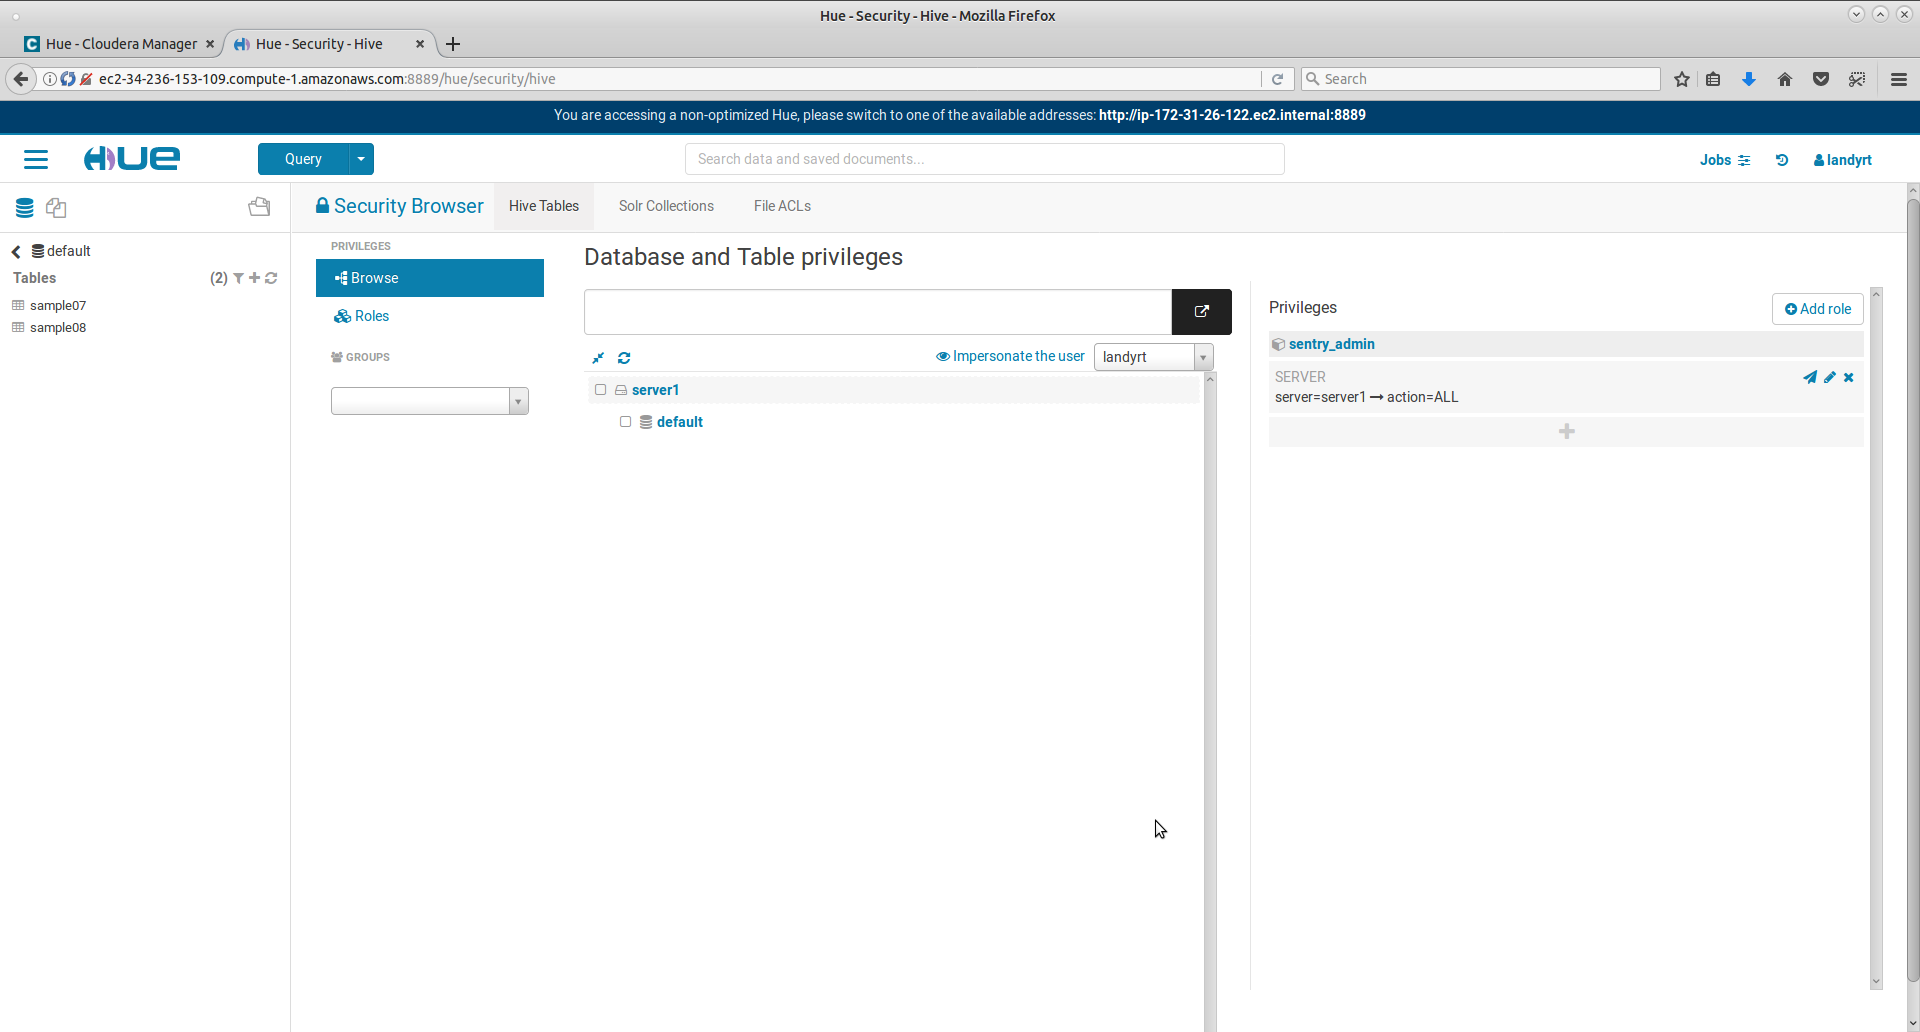 Hue - Security - Hive - Mozilla Firefox
Hue - Cloudera Manager
Hue - Security - Hive
ec2-34-236-153-109.compute-1.amazonaws.com:8889/hue/security/hive
Search
You are accessing a non-optimized Hue, please switch to one of the available addresses: http://ip-172-31-26-122.ec2.internal:8889
HUE
Query
Search data and saved documents...
Jobs
landyrt
Security Browser
Hive Tables
Solr Collections
File ACLs
default
Tables
(2)
sample07
sample08
PRIVILEGES
Browse
Roles
GROUPS
Database and Table privileges
Impersonate the user
landyrt
server1
default
Privileges
Add role
sentry_admin
SERVER
server=server1 → action=ALL